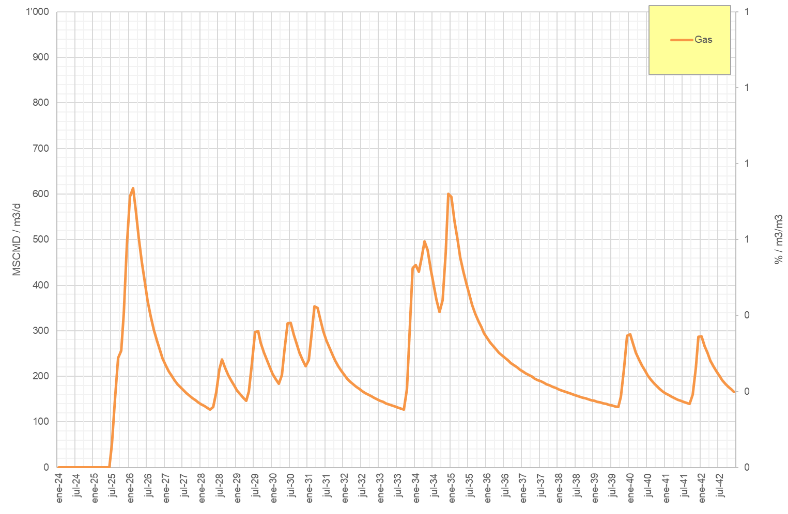 1'000
900
800
700
600
500
400
300
200
100
0
MSCMD / m3/d
1
1
1
1
0
0
0
% / m3/m3
Gas
ene-24
jul-24
ene-25
jul-25
ene-26
jul-26
ene-27
jul-27
ene-28
jul-28
ene-29
jul-29
ene-30
jul-30
ene-31
jul-31
ene-32
jul-32
ene-33
jul-33
ene-34
jul-34
ene-35
jul-35
ene-36
jul-36
ene-37
jul-37
ene-38
jul-38
ene-39
jul-39
ene-40
jul-40
ene-41
jul-41
ene-42
jul-42